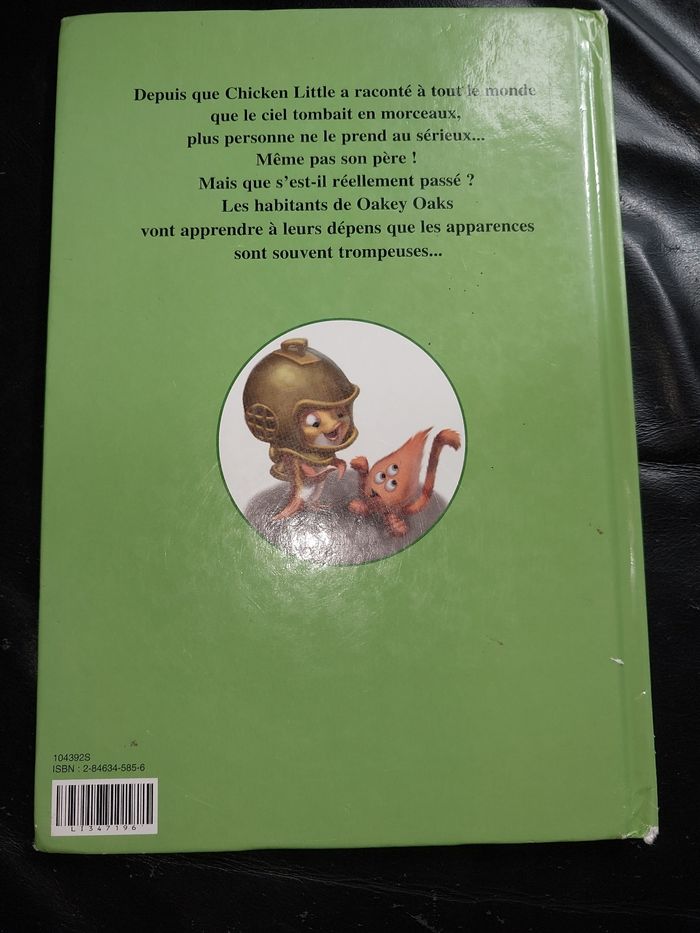 Depuis que Chicken Little a raconté à tout le monde
que le ciel tombait en morceaux,
plus personne ne le prend au sérieux...
Même pas son père !
Mais que s'est-il réellement passé ?
Les habitants de Oakey Oaks
vont apprendre à leurs dépens que les apparences
sont souvent trompeuses...
104392S
ISBN : 2-84634-585-6
LI347196